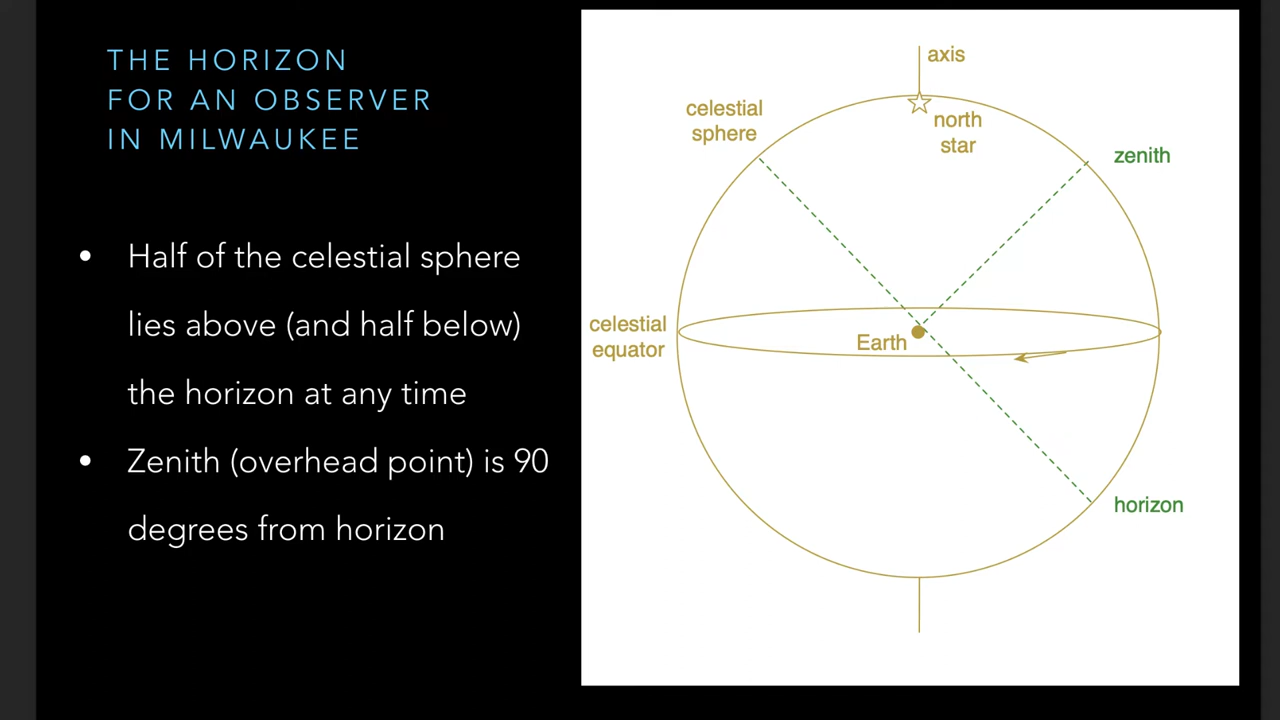 THE HORIZON
FOR AN OBSERVER
IN MILWAUKEE
• Half of the celestial sphere
lies above (and half below)
the horizon at any time
• Zenith (overhead point) is 90
degrees from horizon
axis
celestial
sphere
north
star
zenith
celestial
equator
Earth
horizon